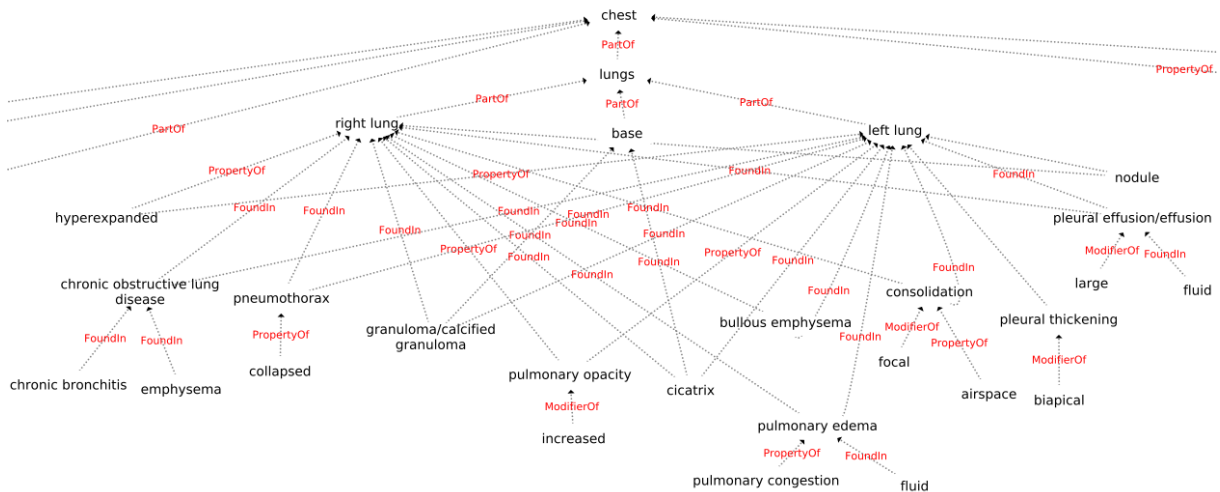 chest
PartOf
PropertyOf
lungs
PartOf
PartOf
PartOf
right lung
base
left lung
PartOf
PropertyOf
PropertyOf
FoundIn
FoundIn
nodule
hyperexpanded
FoundIn
FoundIn
FoundIn
FoundIn
FoundIn
pleural effusion/effusion
FoundIn
FoundIn
FoundIn
FoundIn
PropertyOf
FoundIn
FoundIn
PropertyOf
FoundIn
ModifierOf
FoundIn
FoundIn
FoundIn
chronic obstructive lung
disease
pneumothorax
FoundIn
consolidation
large
fluid
granuloma/calcified
granuloma
bullous emphysema
pleural thickening
FoundIn
FoundIn
PropertyOf
FoundIn
ModifierOf
PropertyOf
ModifierOf
focal
chronic bronchitis
emphysema
collapsed
pulmonary opacity
cicatrix
airspace
biapical
ModifierOf
increased
pulmonary edema
PropertyOf
FoundIn
pulmonary congestion
fluid